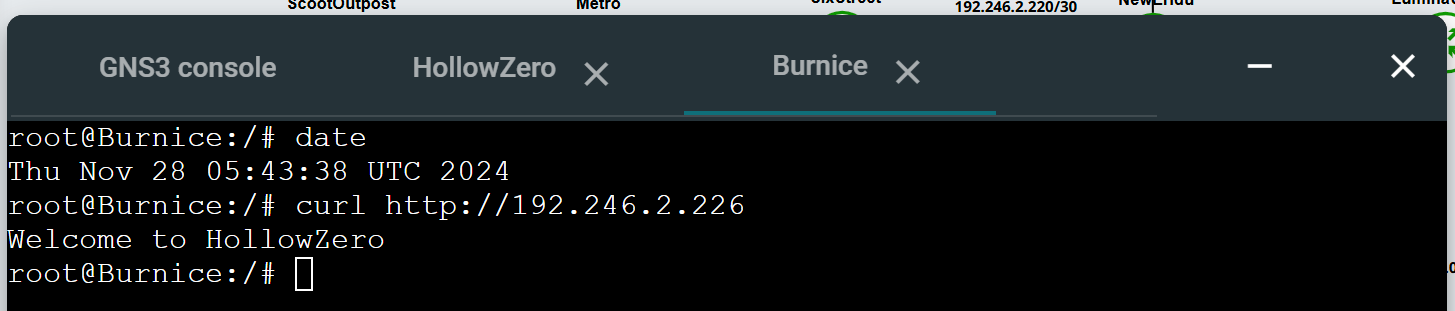 ScootOutpost Metro SixStreet 192.246.2.220/30 NewEridu
GNS3 console HollowZero Burnice
root@Burnice:/# date
Thu Nov 28 05:43:38 UTC 2024
root@Burnice:/# curl http://192.246.2.226
Welcome to HollowZero
root@Burnice:/#